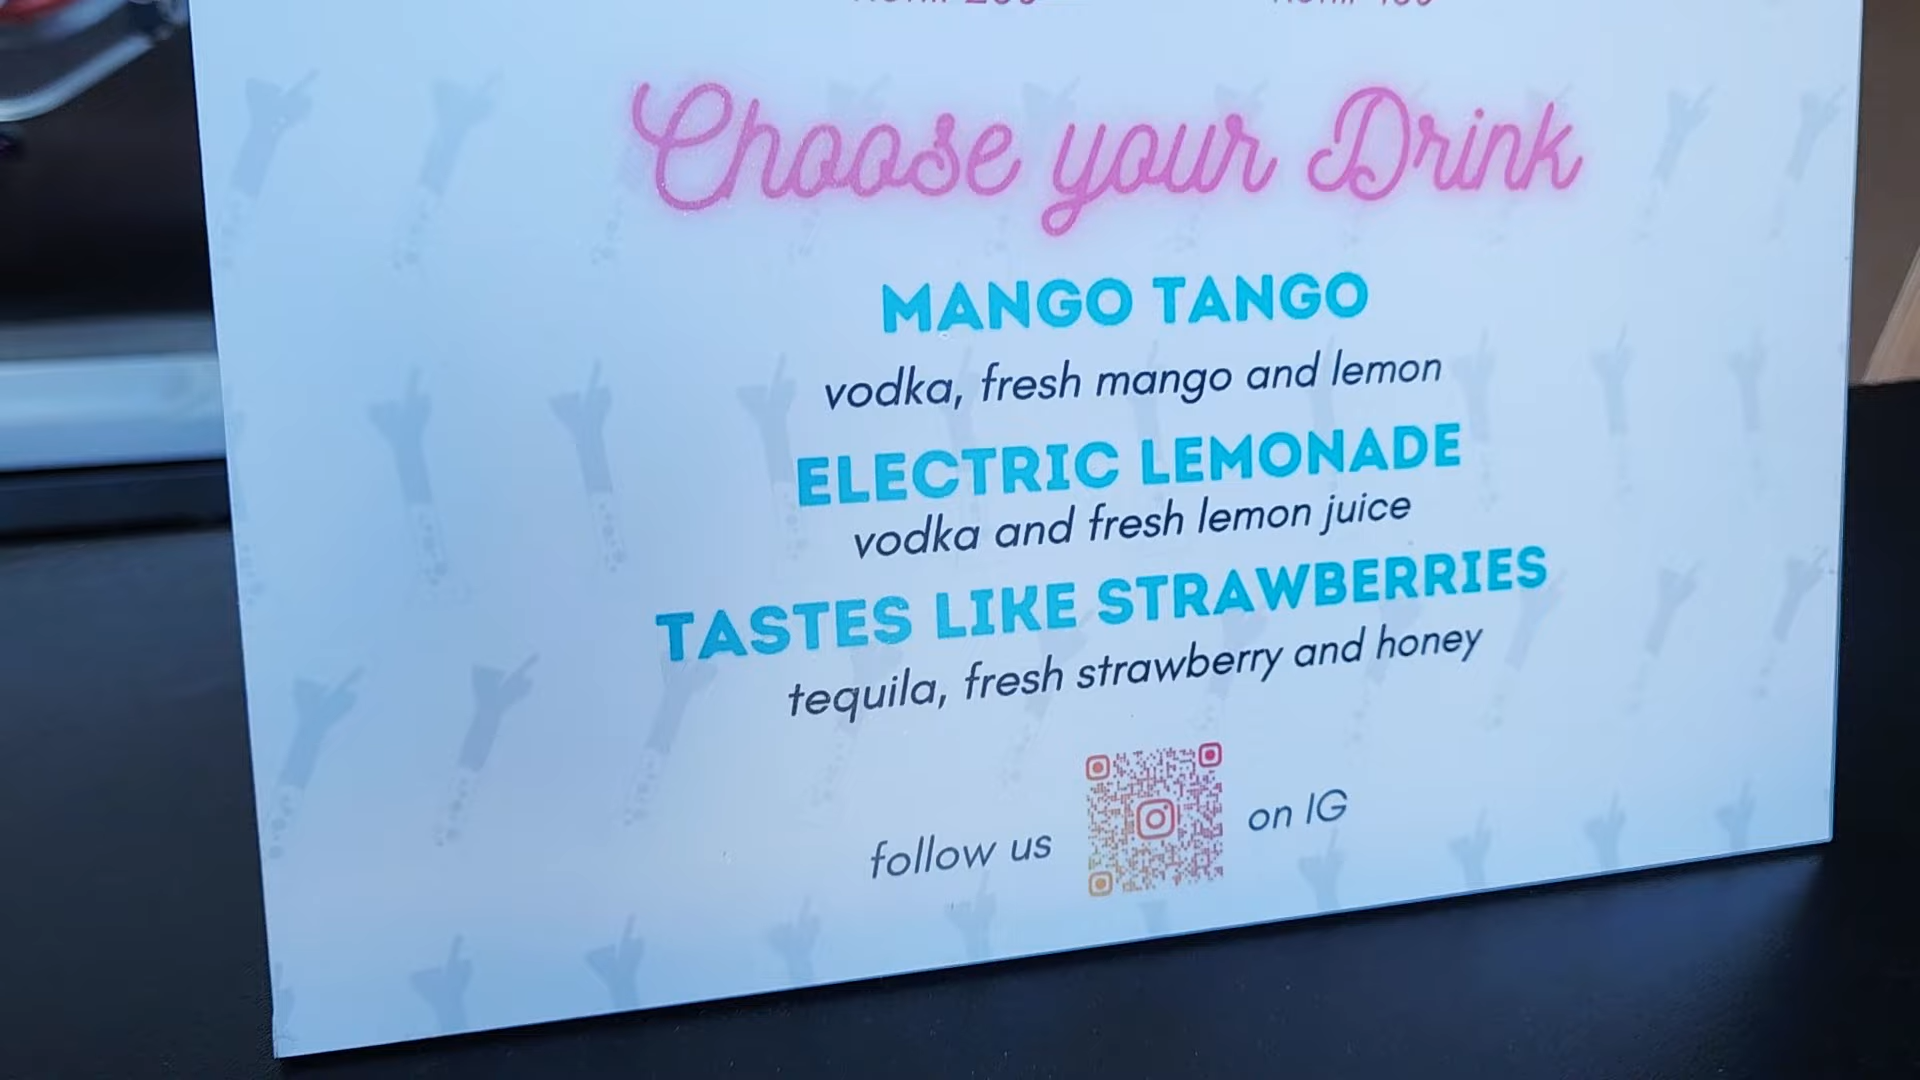 Choose your Drink
MANGO TANGO
vodka, fresh mango and lemon
ELECTRIC LEMONADE
vodka and fresh lemon juice
TASTES LIKE STRAWBERRIES
tequila, fresh strawberry and honey
follow us on IG